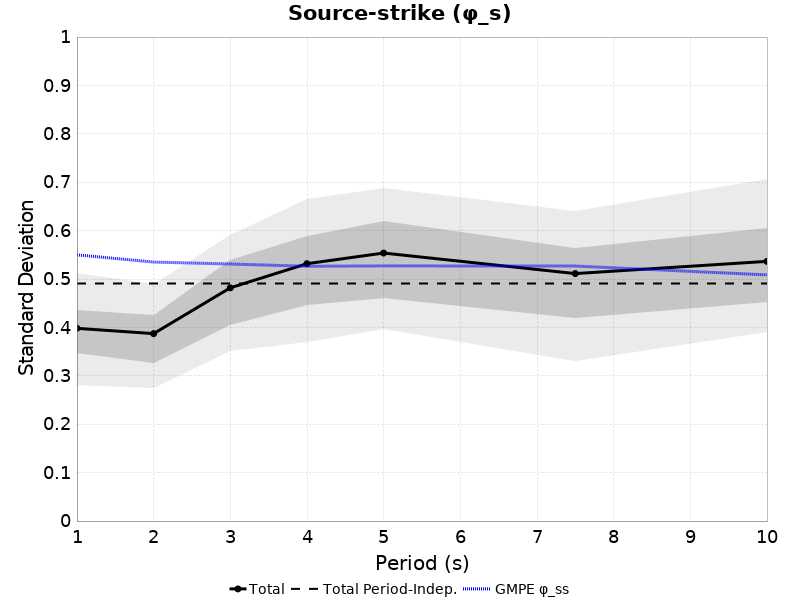 Source-strike (φ_s)
Standard Deviation
1
0.9
0.8
0.7
0.6
0.5
0.4
0.3
0.2
0.1
0
1 2 3 4 5 6 7 8 9 10
Period (s)
Total Total Period-Indep. GMPE φ_ss